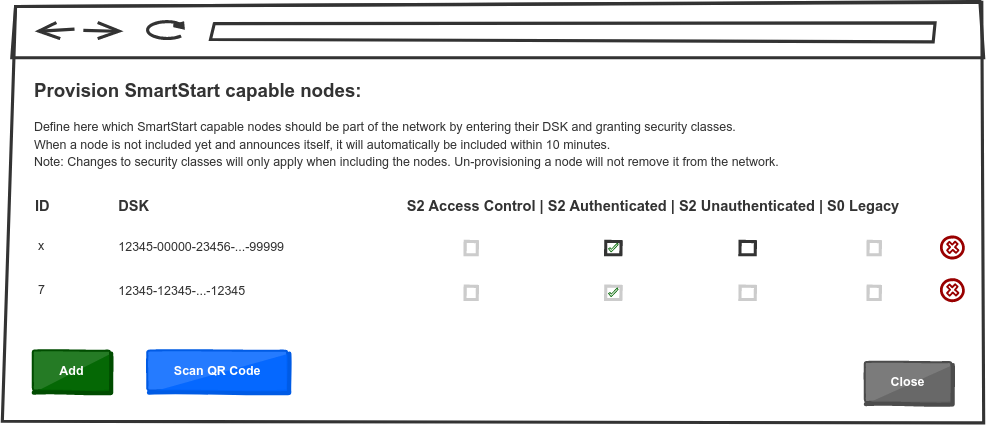 Provision SmartStart capable nodes:
Define here which SmartStart capable nodes should be part of the network by entering their DSK and granting security classes.
When a node is not included yet and announces itself, it will automatically be included within 10 minutes.
Note: Changes to security classes will only apply when including the nodes. Un-provisioning a node will not remove it from the network.
ID DSK S2 Access Control | S2 Authenticated | S2 Unauthenticated | S0 Legacy
x 12345-00000-23456-...-99999
7 12345-12345-...-12345
Add Scan QR Code Close